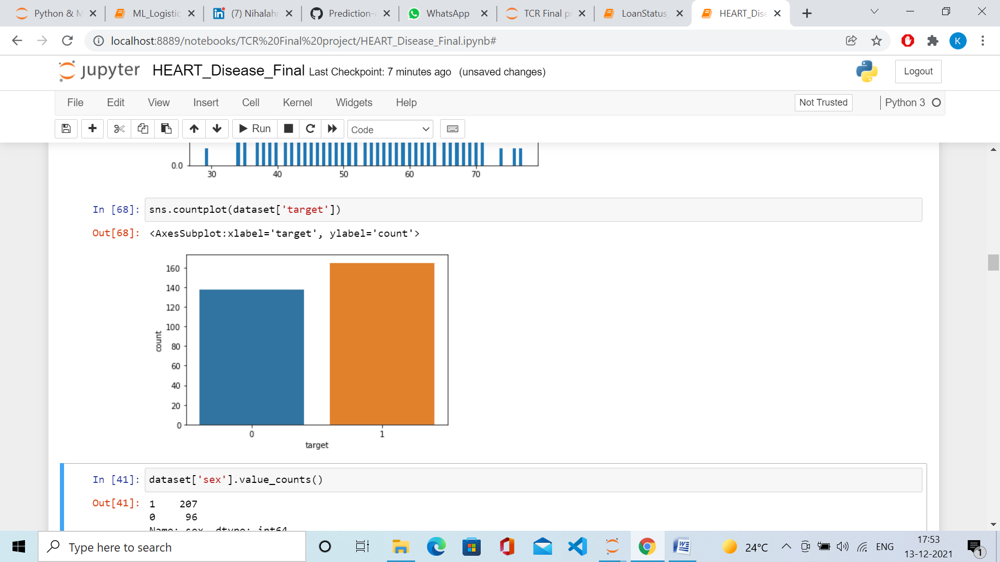 Python & M
ML_Logistic
(7) Nihalahm
Prediction-
WhatsApp
TCR Final pr
LoanStatus_
HEART_Dise
localhost:8889/notebooks/TCR%20Final%20project/HEART_Disease_Final.ipynb#
K
jupyter HEART_Disease_Final Last Checkpoint: 7 minutes ago (unsaved changes)
Logout
File Edit View Insert Cell Kernel Widgets Help
Not Trusted
Python 3
Run
Code
0.0
30 40 50 60 70
In [68]: sns.countplot(dataset['target'])
Out[68]: <AxesSubplot:xlabel='target', ylabel='count'>
160
140
120
100
80
60
40
20
0
count
0 1
target
In [41]: dataset['sex'].value_counts()
Out[41]: 1 207
0 96
Name: sex, dtype: int64
Type here to search
24°C
ENG
17:53
13-12-2021
1